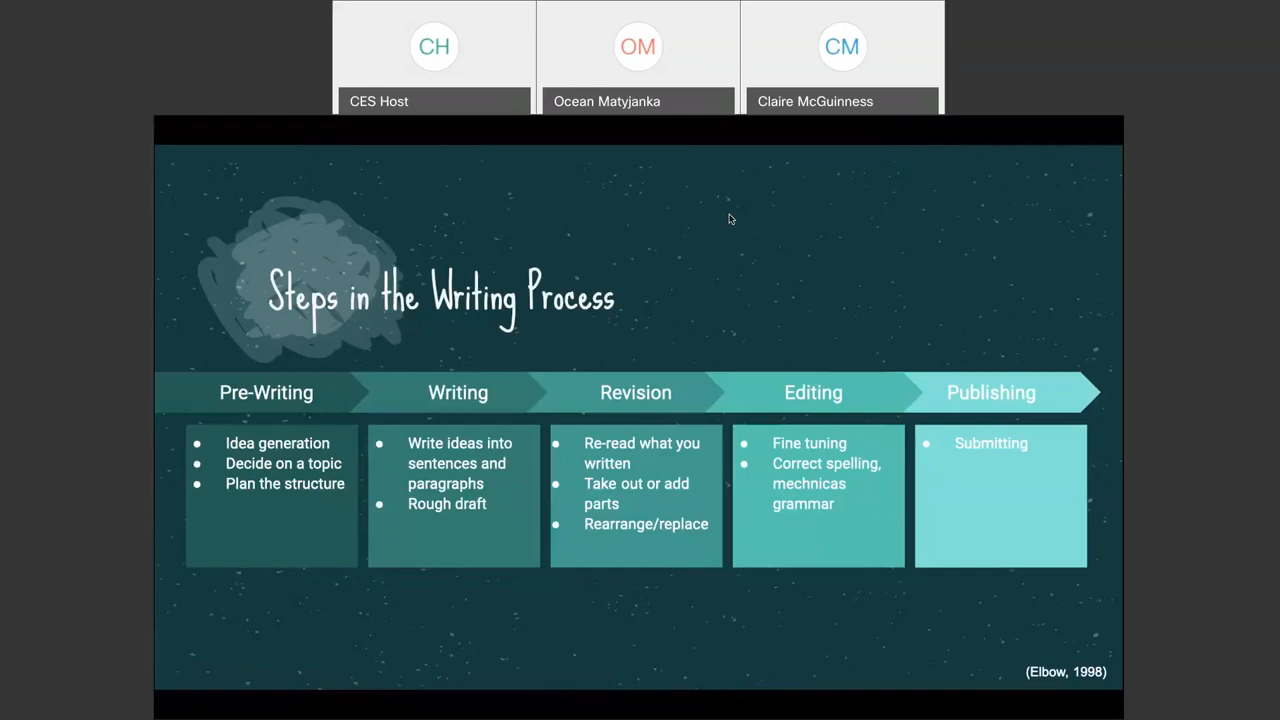 CH
OM
CM
CES Host
Ocean Matyjanka
Claire McGuinness
Steps in the Writing Process
Pre-Writing
Writing
Revision
Editing
Publishing
Idea generation
Decide on a topic
Plan the structure
Write ideas into
sentences and
paragraphs
Rough draft
Re-read what you
written
Take out or add
parts
Rearrange/replace
Fine tuning
Correct spelling,
mechnicas
grammar
Submitting
(Elbow, 1998)